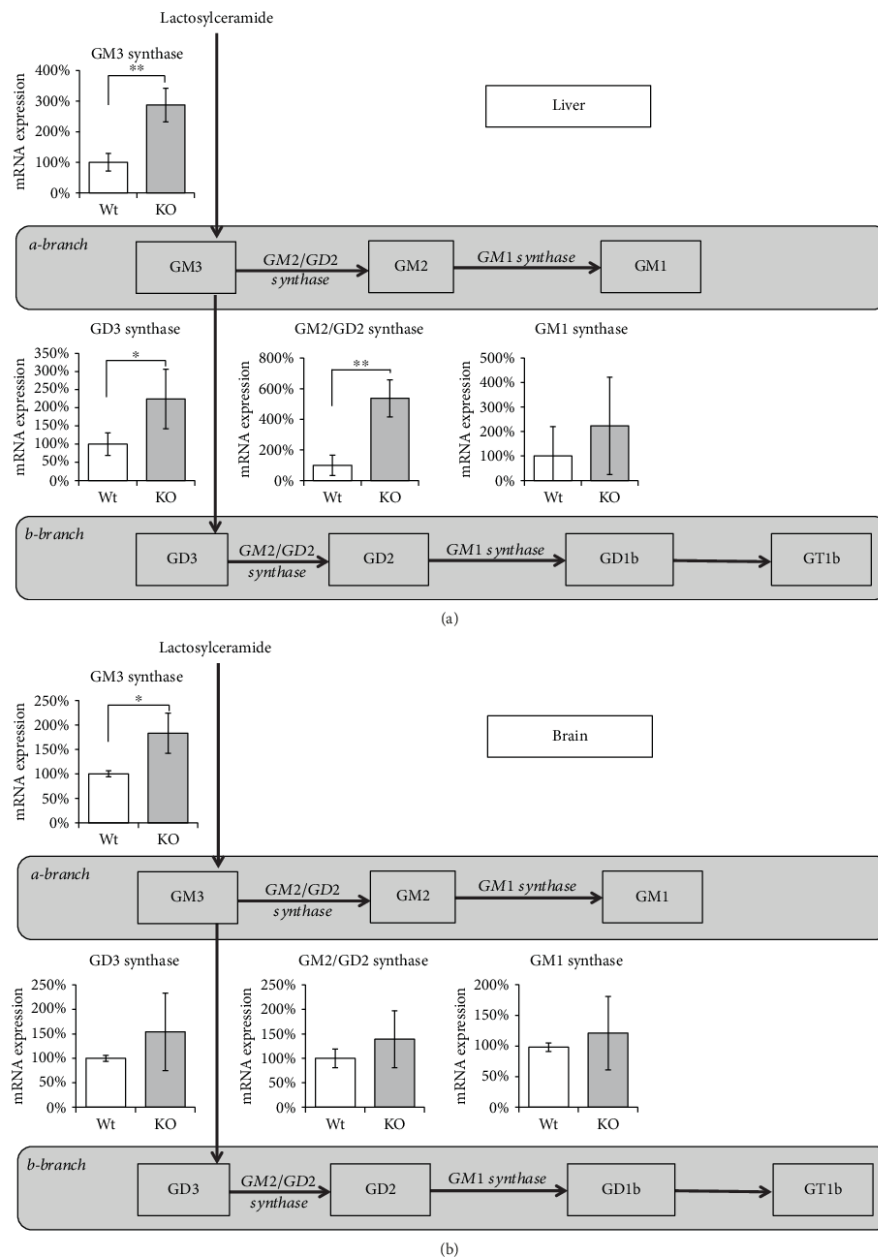 Lactosylceramide
GM3 synthase
400%
300%
200%
100%
0%
mRNA expression
**
Wt KO
Liver
a-branch
GM3
GM2/GD2
synthase
GM2
GM1 synthase
GM1
GD3 synthase
350%
300%
250%
200%
150%
100%
50%
0%
mRNA expression
*
Wt KO
GM2/GD2 synthase
800%
600%
400%
200%
0%
mRNA expression
**
Wt KO
GM1 synthase
500%
400%
300%
200%
100%
0%
mRNA expression
Wt KO
b-branch
GD3
GM2/GD2
synthase
GD2
GM1 synthase
GD1b
GT1b
(a)
Lactosylceramide
GM3 synthase
250%
200%
150%
100%
50%
0%
mRNA expression
*
Wt KO
Brain
a-branch
GM3
GM2/GD2
synthase
GM2
GM1 synthase
GM1
GD3 synthase
250%
200%
150%
100%
50%
0%
mRNA expression
Wt KO
GM2/GD2 synthase
250%
200%
150%
100%
50%
0%
mRNA expression
Wt KO
GM1 synthase
200%
150%
100%
50%
0%
mRNA expression
Wt KO
b-branch
GD3
GM2/GD2
synthase
GD2
GM1 synthase
GD1b
GT1b
(b)